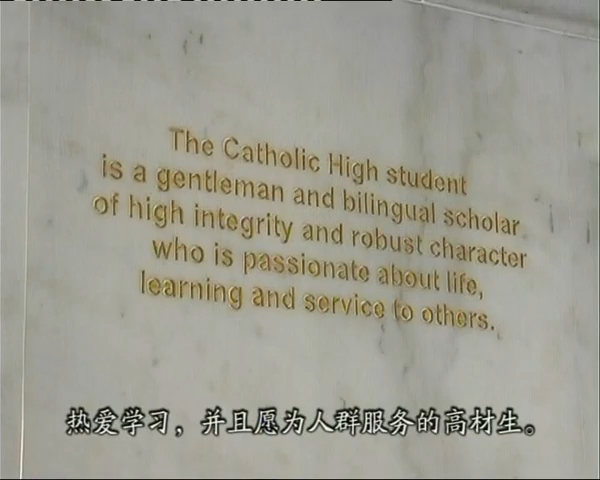 The Catholic High student
is a gentleman and bilingual scholar
of high integrity and robust character
who is passionate about life,
learning and service to others.
热爱学习，并且愿为人群服务的高材生。